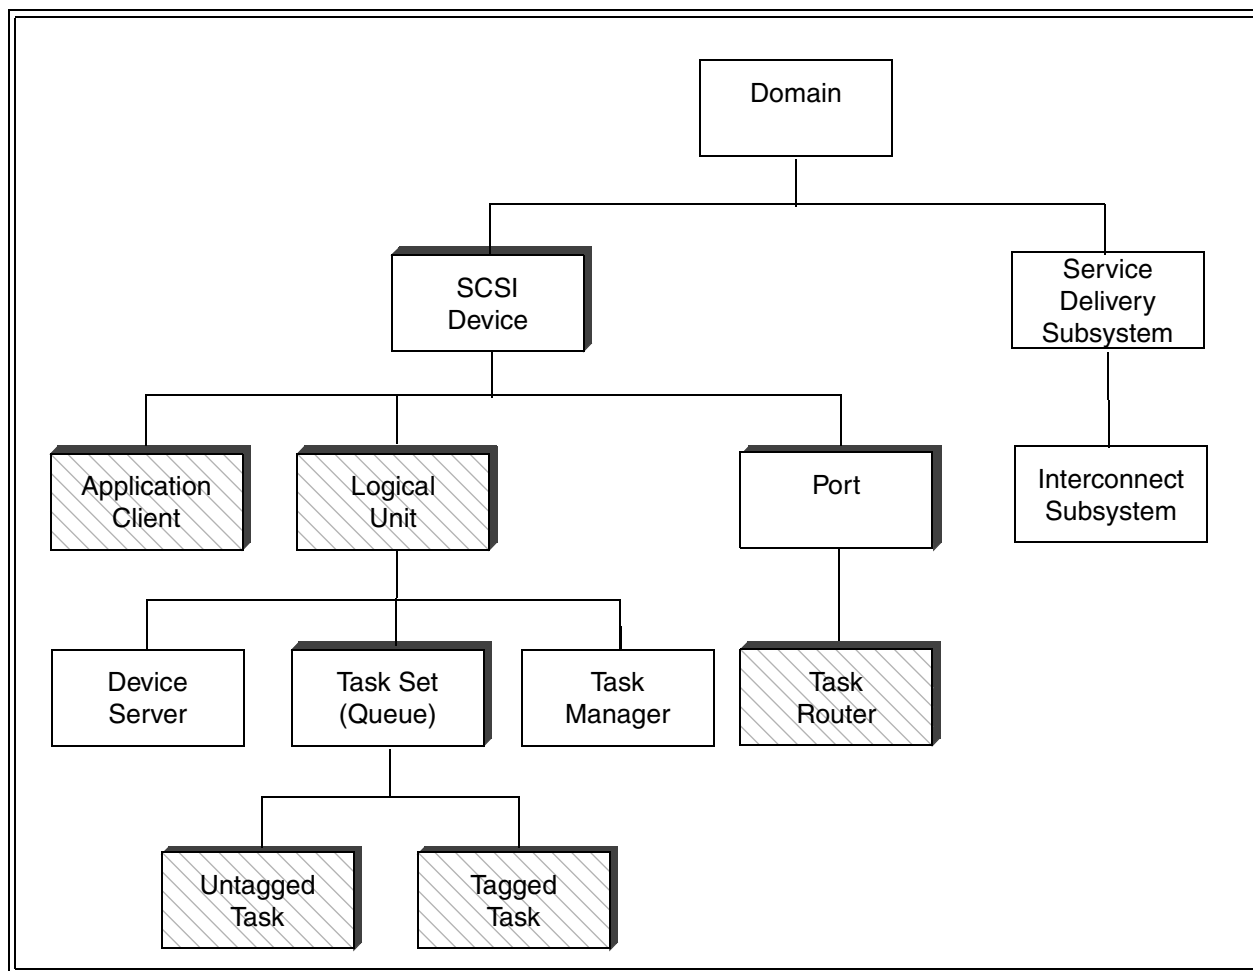 Domain
SCSI
Device
Service
Delivery
Subsystem
Application
Client
Logical
Unit
Port
Interconnect
Subsystem
Device
Server
Task Set
(Queue)
Task
Manager
Task
Router
Untagged
Task
Tagged
Task